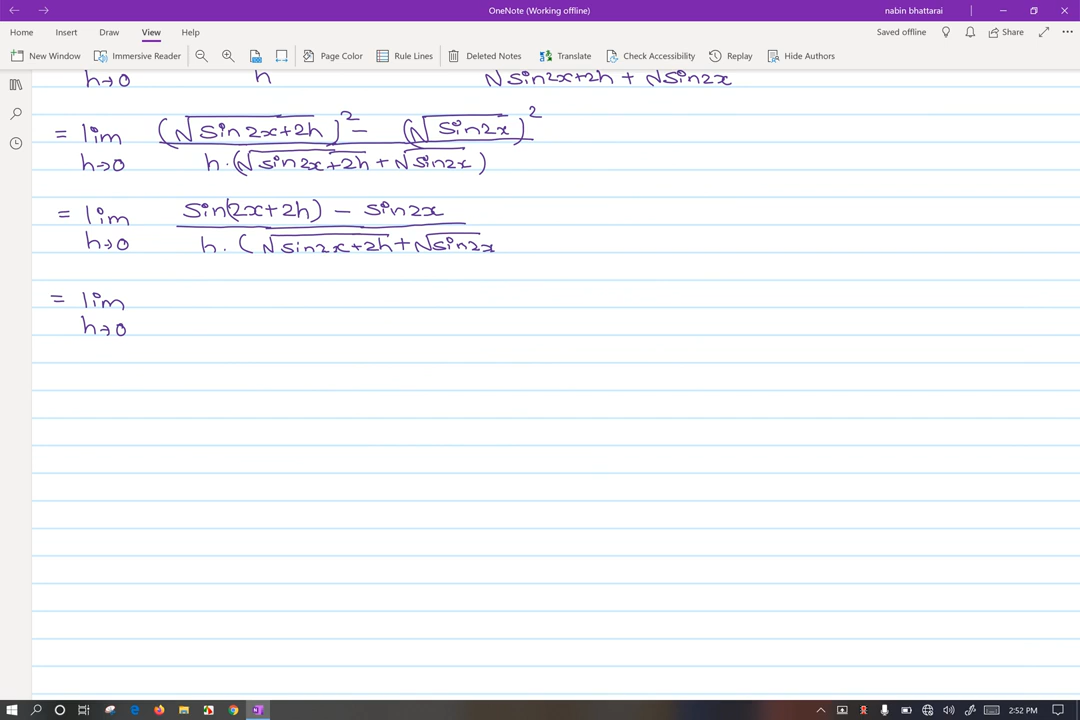 OneNote (Working offline)
nabin bhattarai
Home Insert Draw View Help
Saved offline Share
New Window Immersive Reader Page Color Rule Lines Deleted Notes Translate Check Accessibility Replay Hide Authors
h→0 h √sin2x+2h + √sin2x
= lim (√sin2x+2h)² − (√sin2x)²
h→0 h.(√sin2x+2h + √sin2x)
= lim sin(2x+2h) − sin2x
h→0 h.(√sin2x+2h + √sin2x
= lim
h→0
2:52 PM